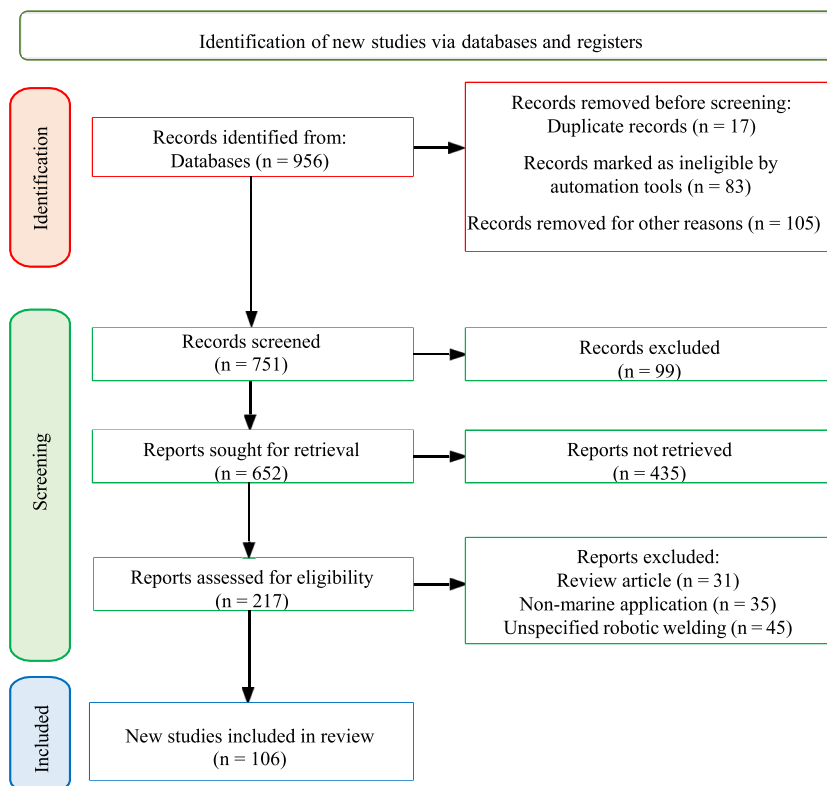 Identification of new studies via databases and registers
Identification
Records identified from:
Databases (n = 956)
Records removed before screening:
Duplicate records (n = 17)
Records marked as ineligible by
automation tools (n = 83)
Records removed for other reasons (n = 105)
Screening
Records screened
(n = 751)
Records excluded
(n = 99)
Reports sought for retrieval
(n = 652)
Reports not retrieved
(n = 435)
Reports assessed for eligibility
(n = 217)
Reports excluded:
Review article (n = 31)
Non-marine application (n = 35)
Unspecified robotic welding (n = 45)
Included
New studies included in review
(n = 106)